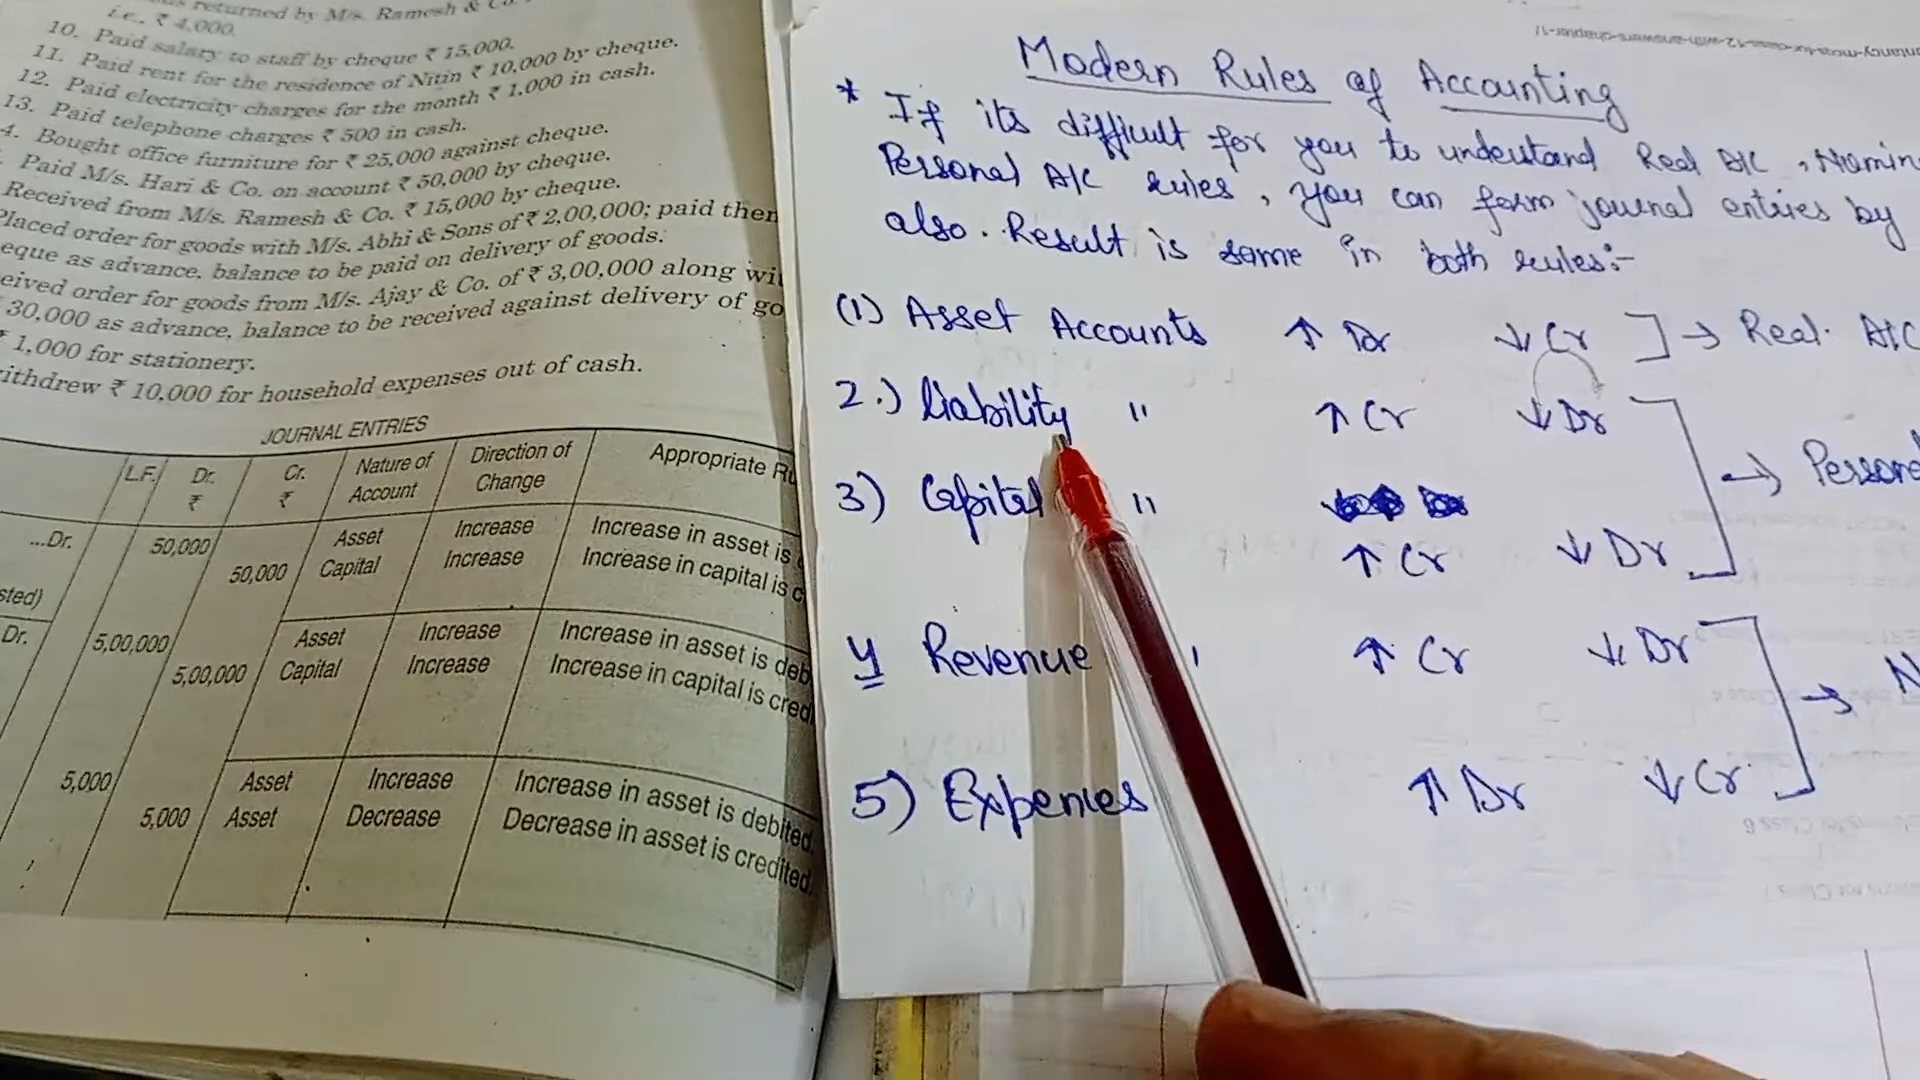 returned by M/s. Ramesh &
i.e., ₹ 4,000.
10. Paid salary to staff by cheque ₹ 15,000.
11. Paid rent for the residence of Nitin ₹ 10,000 by cheque.
12. Paid electricity charges for the month ₹ 1,000 in cash.
13. Paid telephone charges ₹ 500 in cash.
4. Bought office furniture for ₹ 25,000 against cheque.
Paid M/s. Hari & Co. on account ₹ 50,000 by cheque.
Received from M/s. Ramesh & Co. ₹ 15,000 by cheque.
Placed order for goods with M/s. Abhi & Sons of ₹ 2,00,000; paid then
eque as advance, balance to be paid on delivery of goods.
eived order for goods from M/s. Ajay & Co. of ₹ 3,00,000 along wi
30,000 as advance, balance to be received against delivery of go
₹ 1,000 for stationery.
ithdrew ₹ 10,000 for household expenses out of cash.
JOURNAL ENTRIES
L.F. Dr. ₹ Cr. ₹ Nature of Account Direction of Change Appropriate Ru
...Dr. 50,000 Asset Increase Increase in asset is
50,000 Capital Increase Increase in capital is c
sted)
Dr. 5,00,000 Asset Increase Increase in asset is deb
5,00,000 Capital Increase Increase in capital is cred
5,000 Asset Increase Increase in asset is debited.
5,000 Asset Decrease Decrease in asset is credited.
Modern Rules of Accounting
* If its difficult for you to understand Real A/C, Nomin
Personal A/C rules, you can form journal entries by
also. Result is same in both rules:-
(1) Asset Accounts ↑ Dr ↓ Cr ] → Real A/C
2.) Liability " ↑ Cr ↓ Dr
→ Person
3) Capital "
↑ Cr ↓ Dr
4 Revenue ' ↑ Cr ↓ Dr
→ N
5) Expenses ↑ Dr ↓ Cr